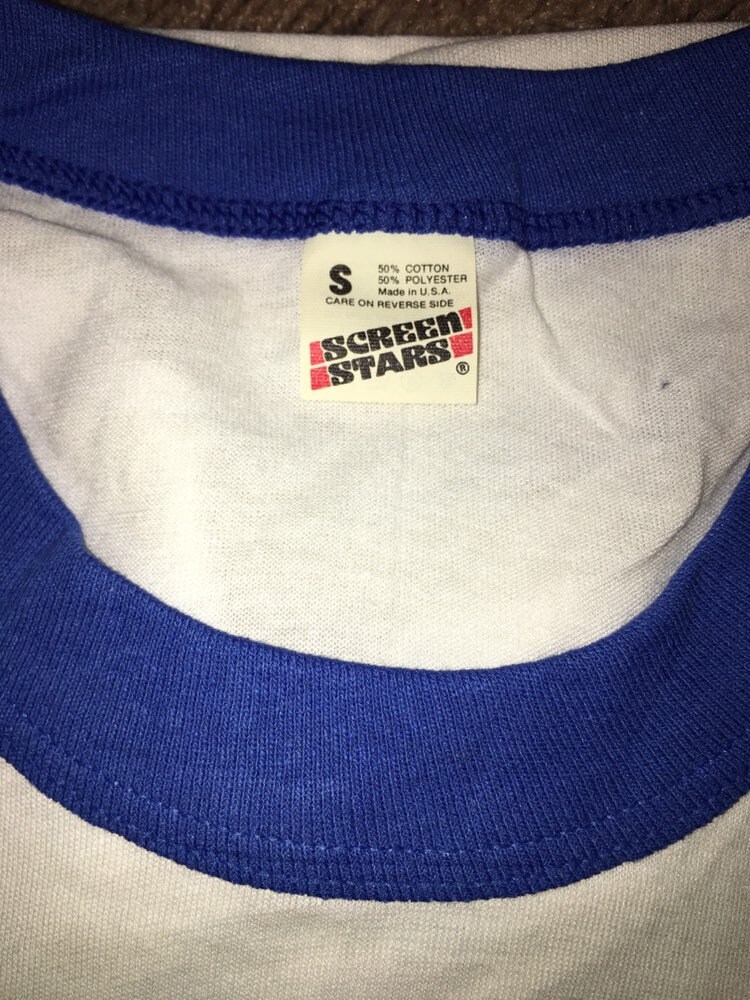 S
50% COTTON
50% POLYESTER
Made in U.S.A.
CARE ON REVERSE SIDE
SCREEN
STARS ®